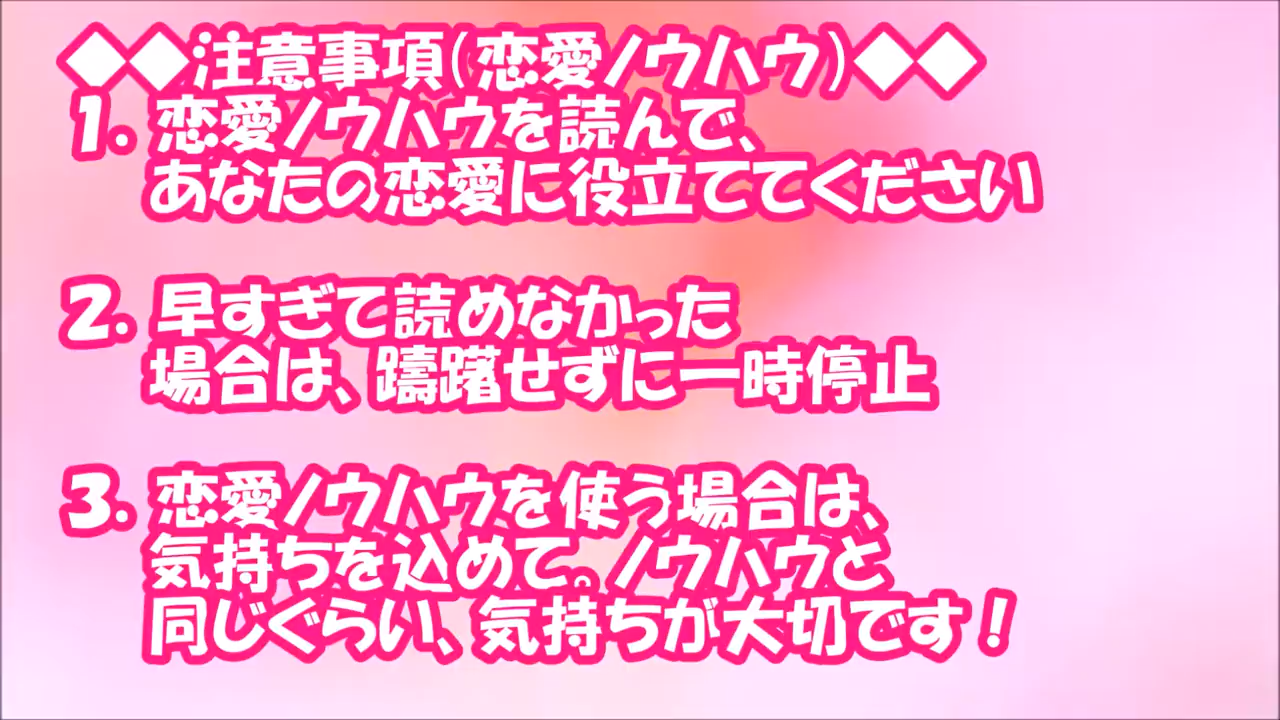 ◆◆注意事項(恋愛ノウハウ)◆◆
1. 恋愛ノウハウを読んで、
あなたの恋愛に役立ててください
2. 早すぎて読めなかった
場合は、躊躇せずに一時停止
3. 恋愛ノウハウを使う場合は、
気持ちを込めて。ノウハウと
同じぐらい、気持ちが大切です！